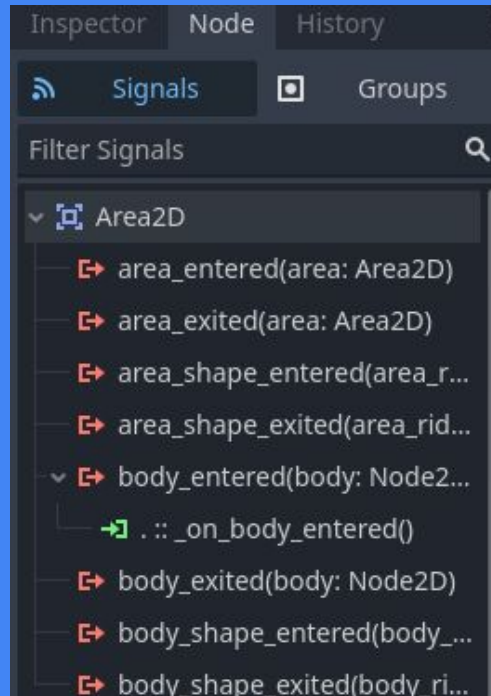 Inspector Node History
Signals Groups
Filter Signals
Area2D
area_entered(area: Area2D)
area_exited(area: Area2D)
area_shape_entered(area_r...
area_shape_exited(area_rid...
body_entered(body: Node2...
. :: _on_body_entered()
body_exited(body: Node2D)
body_shape_entered(body_...
body_shape_exited(body_ri...